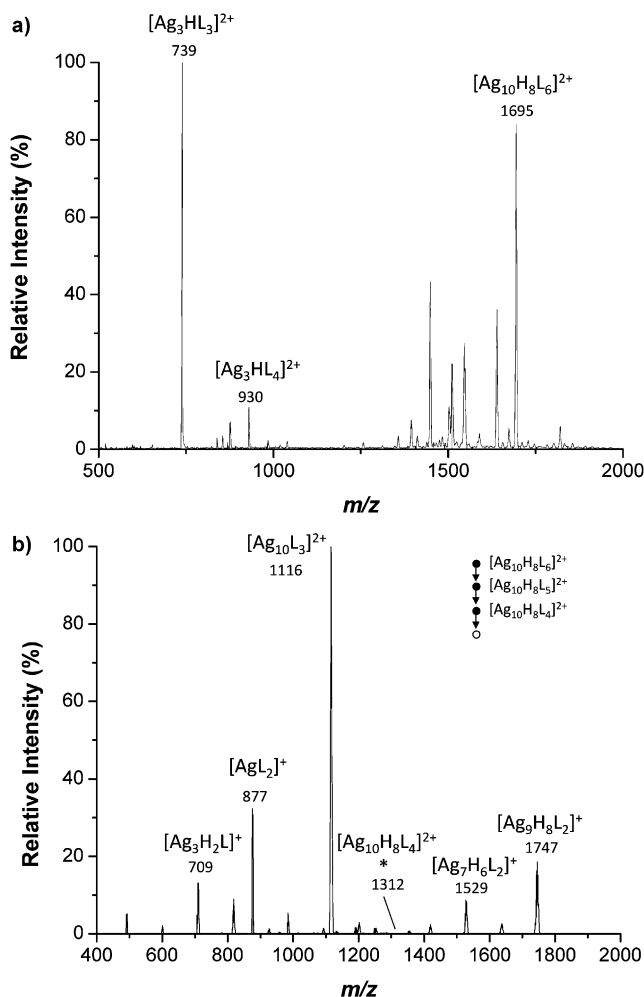 a)
[Ag₃HL₃]²⁺
739
[Ag₁₀H₈L₆]²⁺
1695
[Ag₃HL₄]²⁺
930
100
80
60
40
20
0
Relative Intensity (%)
500
1000
1500
2000
m/z
b)
[Ag₁₀L₃]²⁺
1116
[Ag₁₀H₈L₆]²⁺
[Ag₁₀H₈L₅]²⁺
[Ag₁₀H₈L₄]²⁺
[AgL₂]⁺
877
[Ag₃H₂L]⁺
709
[Ag₁₀H₈L₄]²⁺
*
1312
[Ag₇H₆L₂]⁺
1529
[Ag₉H₈L₂]⁺
1747
100
80
60
40
20
0
Relative Intensity (%)
400
600
800
1000
1200
1400
1600
1800
2000
m/z